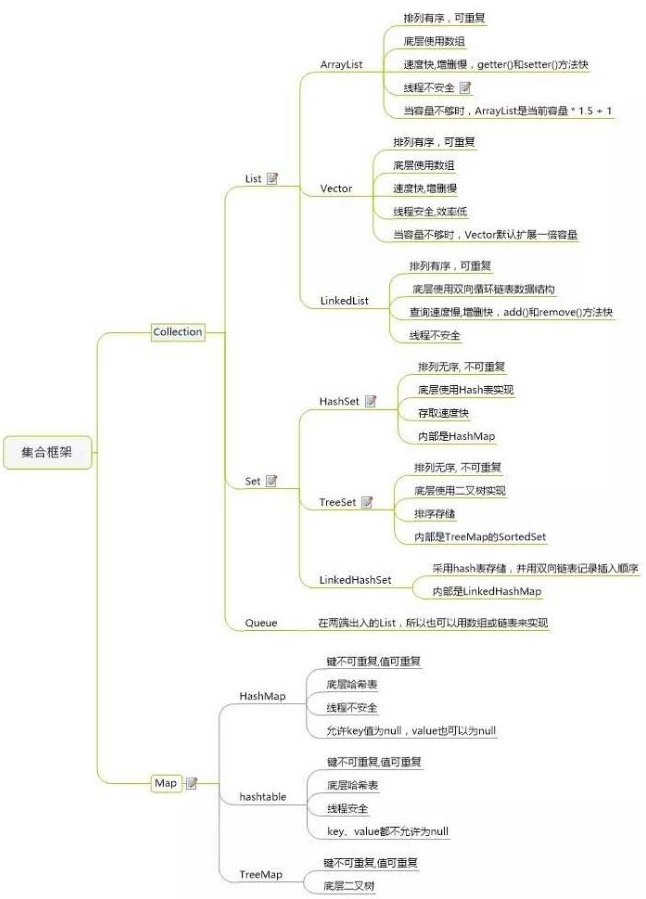 集合框架
Collection
List
ArrayList
排列有序，可重复
底层使用数组
速度快,增删慢，getter()和setter()方法快
线程不安全
当容量不够时，ArrayList是当前容量 * 1.5 + 1
Vector
排列有序，可重复
底层使用数组
速度快,增删慢
线程安全,效率低
当容量不够时，Vector默认扩展一倍容量
LinkedList
排列有序，可重复
底层使用双向循环链表数据结构
查询速度慢,增删快，add()和remove()方法快
线程不安全
Set
HashSet
排列无序, 不可重复
底层使用Hash表实现
存取速度快
内部是HashMap
TreeSet
排列无序, 不可重复
底层使用二叉树实现
排序存储
内部是TreeMap的SortedSet
LinkedHashSet
采用hash表存储，并用双向链表记录插入顺序
内部是LinkedHashMap
Queue
在两端出入的List，所以也可以用数组或链表来实现
Map
HashMap
键不可重复,值可重复
底层哈希表
线程不安全
允许key值为null，value也可以为null
hashtable
键不可重复,值可重复
底层哈希表
线程安全
key、value都不允许为null
TreeMap
键不可重复,值可重复
底层二叉树